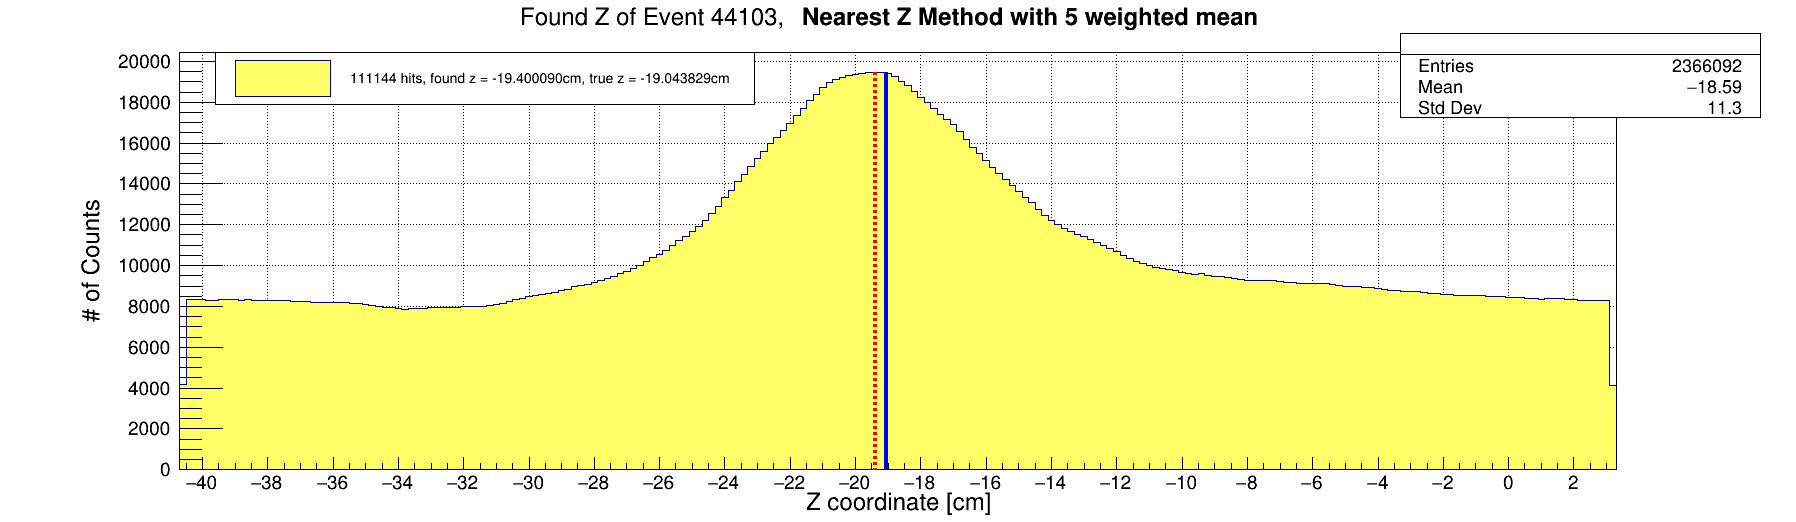 Found Z of Event 44103, Nearest Z Method with 5 weighted mean
111144 hits, found z = -19.400090cm, true z = -19.043829cm
Entries 2366092
Mean −18.59
Std Dev 11.3
# of Counts
20000
18000
16000
14000
12000
10000
8000
6000
4000
2000
0
−40 −38 −36 −34 −32 −30 −28 −26 −24 −22 −20 −18 −16 −14 −12 −10 −8 −6 −4 −2 0 2
Z coordinate [cm]